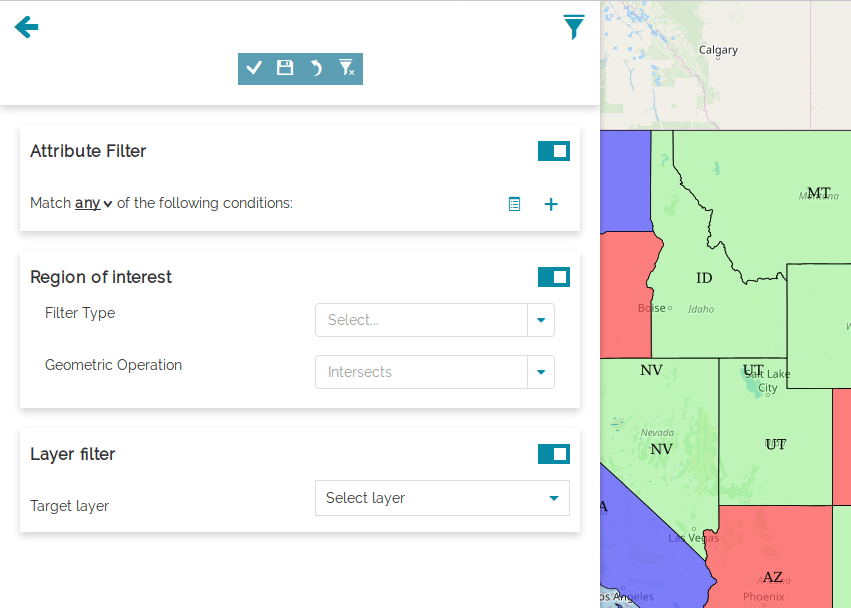 Attribute Filter
Match any of the following conditions:
Region of interest
Filter Type
Select...
Geometric Operation
Intersects
Layer filter
Target layer
Select layer
Calgary
MT
Montana
ID
Boise
Idaho
NV
UT
Salt Lake
City
Nevada
NV
UT
A
Las Vegas
AZ
os Angeles
Phoenix